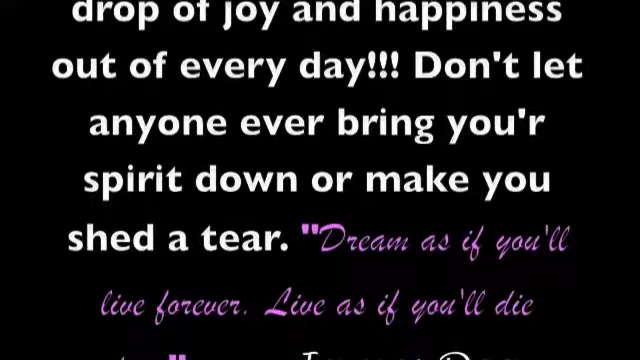 drop of joy and happiness
out of every day!!! Don't let
anyone ever bring you'r
spirit down or make you
shed a tear. "Dream as if you'll
live forever. Live as if you'll die